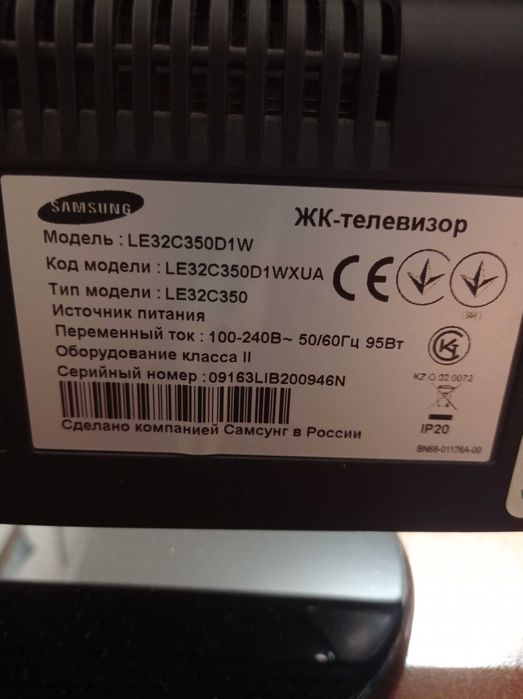 SAMSUNG
ЖК-телевизор
Модель : LE32C350D1W
Код модели : LE32C350D1WXUA
Тип модели : LE32C350
Источник питания
Переменный ток : 100-240В~ 50/60Гц 95Вт
Оборудование класса II
Серийный номер : 09163LIB200946N
Сделано компанией Самсунг в России
CE
KZ.O.02.0072
IP20
BN68-01176A-00